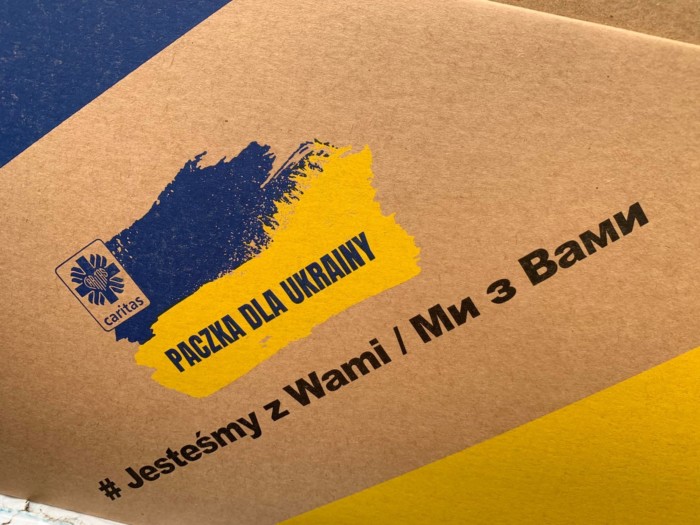 caritas
PACZKA DLA UKRAINY
# Jesteśmy z Wami / Ми з Вами